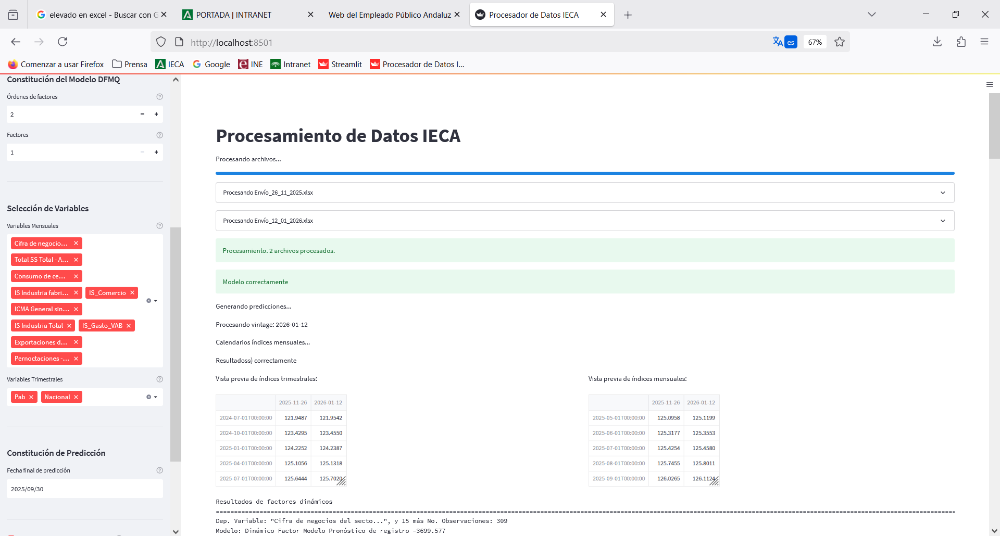 elevado en excel - Buscar con G
PORTADA | INTRANET
Web del Empleado Público Andaluz
Procesador de Datos IECA
http://localhost:8501
es
67%
Comenzar a usar Firefox
Prensa
IECA
Google
INE
Intranet
Streamlit
Procesador de Datos I...
Constitución del Modelo DFMQ
Órdenes de factores
2
Factores
1
Selección de Variables
Variables Mensuales
Cifra de negocio...
Total SS Total - A...
Consumo de ce...
IS Industria fabri...
IS_Comercio
ICMA General sin...
IS Industria Total
IS_Gasto_VAB
Exportaciones d...
Pernoctaciones -...
Variables Trimestrales
Pab
Nacional
Constitución de Predicción
Fecha final de predicción
2025/09/30
Procesamiento de Datos IECA
Procesando archivos...
Procesando Envío_26_11_2025.xlsx
Procesando Envío_12_01_2026.xlsx
Procesamiento. 2 archivos procesados.
Modelo correctamente
Generando predicciones...
Procesando vintage: 2026-01-12
Calendarios índices mensuales...
Resultadoss) correctamente
Vista previa de índices trimestrales:
2025-11-26 2026-01-12
2024-07-01T00:00:00 121.9487 121.9542
2024-10-01T00:00:00 123.4295 123.4550
2025-01-01T00:00:00 124.2252 124.2387
2025-04-01T00:00:00 125.1056 125.1318
2025-07-01T00:00:00 125.6444 125.7020
Vista previa de índices mensuales:
2025-11-26 2026-01-12
2025-05-01T00:00:00 125.0958 125.1199
2025-06-01T00:00:00 125.3177 125.3553
2025-07-01T00:00:00 125.4254 125.4580
2025-08-01T00:00:00 125.7455 125.8011
2025-09-01T00:00:00 126.0265 126.1124
Resultados de factores dinámicos
Dep. Variable: "Cifra de negocios del secto...", y 15 más No. Observaciones: 309
Modelo: Dinámico Factor Modelo Pronóstico de registro -3699.577